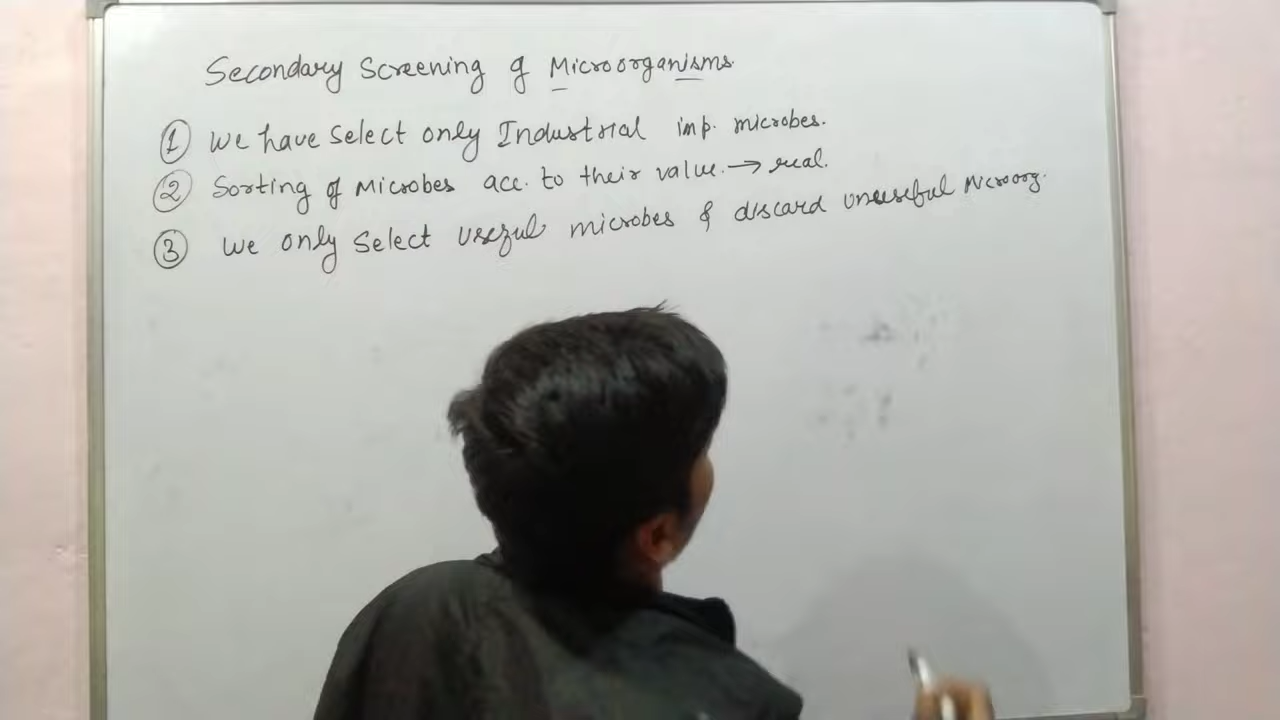 Secondary Screening of Microorganisms.
① We have Select only Industrial imp. microbes.
② Sorting of Microbes acc. to their value. → real.
③ We only Select useful microbes & discard unuseful Microorg.